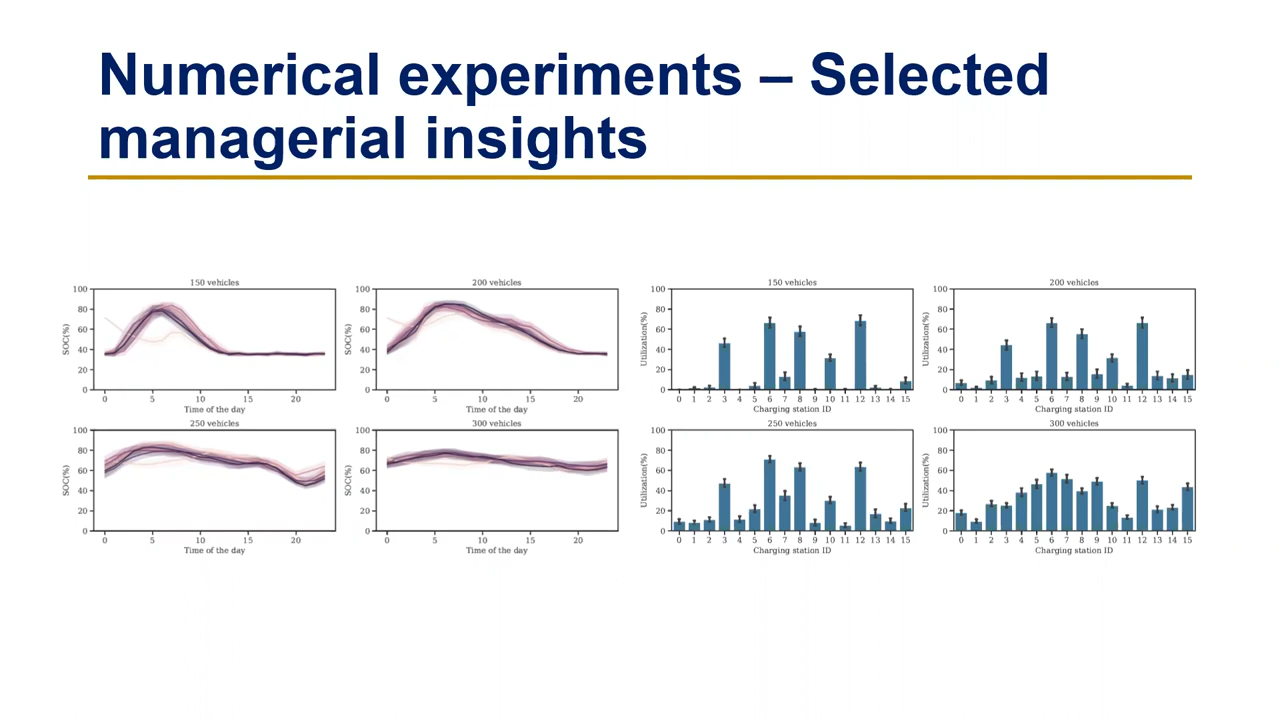 Numerical experiments – Selected
managerial insights
150 vehicles
100
80
60
40
20
0
SOC(%)
0 5 10 15 20
Time of the day
200 vehicles
100
80
60
40
20
0
SOC(%)
0 5 10 15 20
Time of the day
150 vehicles
100
80
60
40
20
0
Utilization(%)
0 1 2 3 4 5 6 7 8 9 10 11 12 13 14 15
Charging station ID
200 vehicles
100
80
60
40
20
0
Utilization(%)
0 1 2 3 4 5 6 7 8 9 10 11 12 13 14 15
Charging station ID
250 vehicles
100
80
60
40
20
0
SOC(%)
0 5 10 15 20
Time of the day
300 vehicles
100
80
60
40
20
0
SOC(%)
0 5 10 15 20
Time of the day
250 vehicles
100
80
60
40
20
0
Utilization(%)
0 1 2 3 4 5 6 7 8 9 10 11 12 13 14 15
Charging station ID
300 vehicles
100
80
60
40
20
0
Utilization(%)
0 1 2 3 4 5 6 7 8 9 10 11 12 13 14 15
Charging station ID